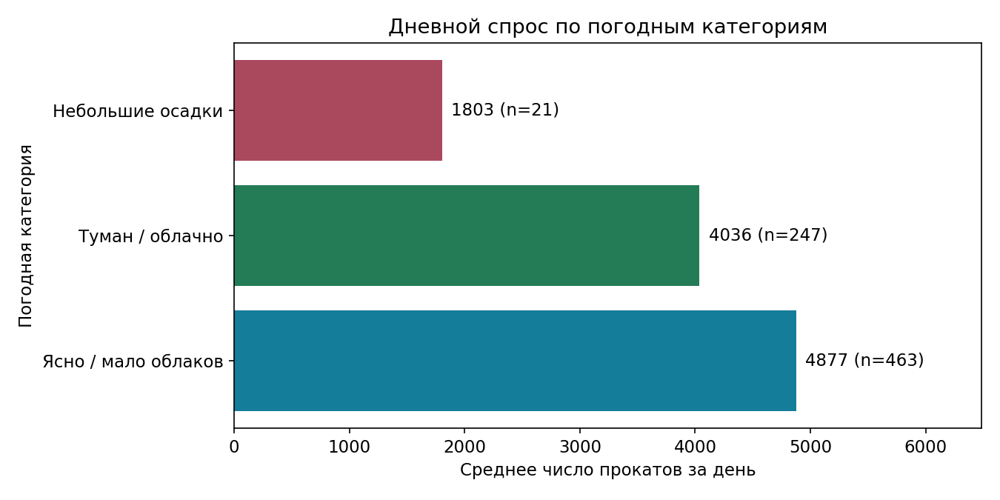 Дневной спрос по погодным категориям
Погодная категория
Небольшие осадки
1803 (n=21)
Туман / облачно
4036 (n=247)
Ясно / мало облаков
4877 (n=463)
0 1000 2000 3000 4000 5000 6000
Среднее число прокатов за день